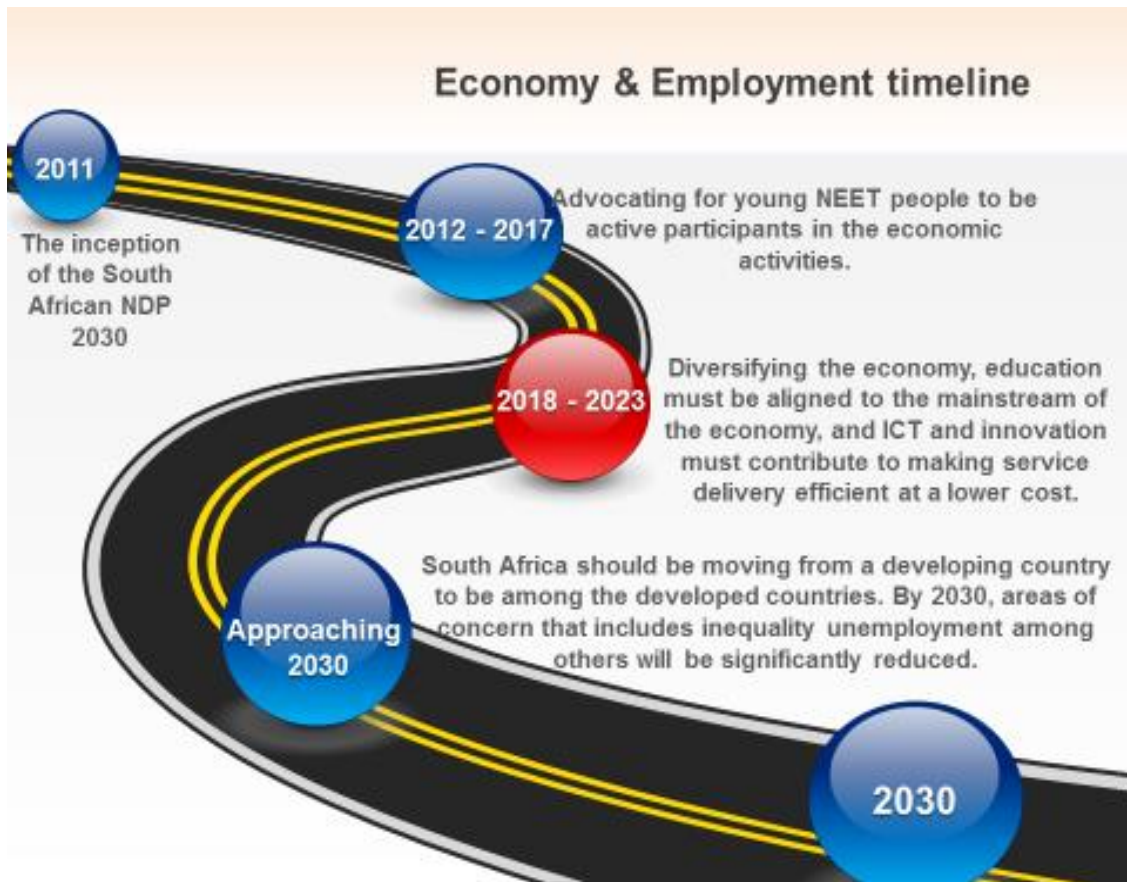 Economy & Employment timeline
2011
The inception
of the South
African NDP
2030
2012 - 2017
Advocating for young NEET people to be
active participants in the economic
activities.
2018 - 2023
Diversifying the economy, education
must be aligned to the mainstream of
the economy, and ICT and innovation
must contribute to making service
delivery efficient at a lower cost.
Approaching
2030
South Africa should be moving from a developing country
to be among the developed countries. By 2030, areas of
concern that includes inequality unemployment among
others will be significantly reduced.
2030